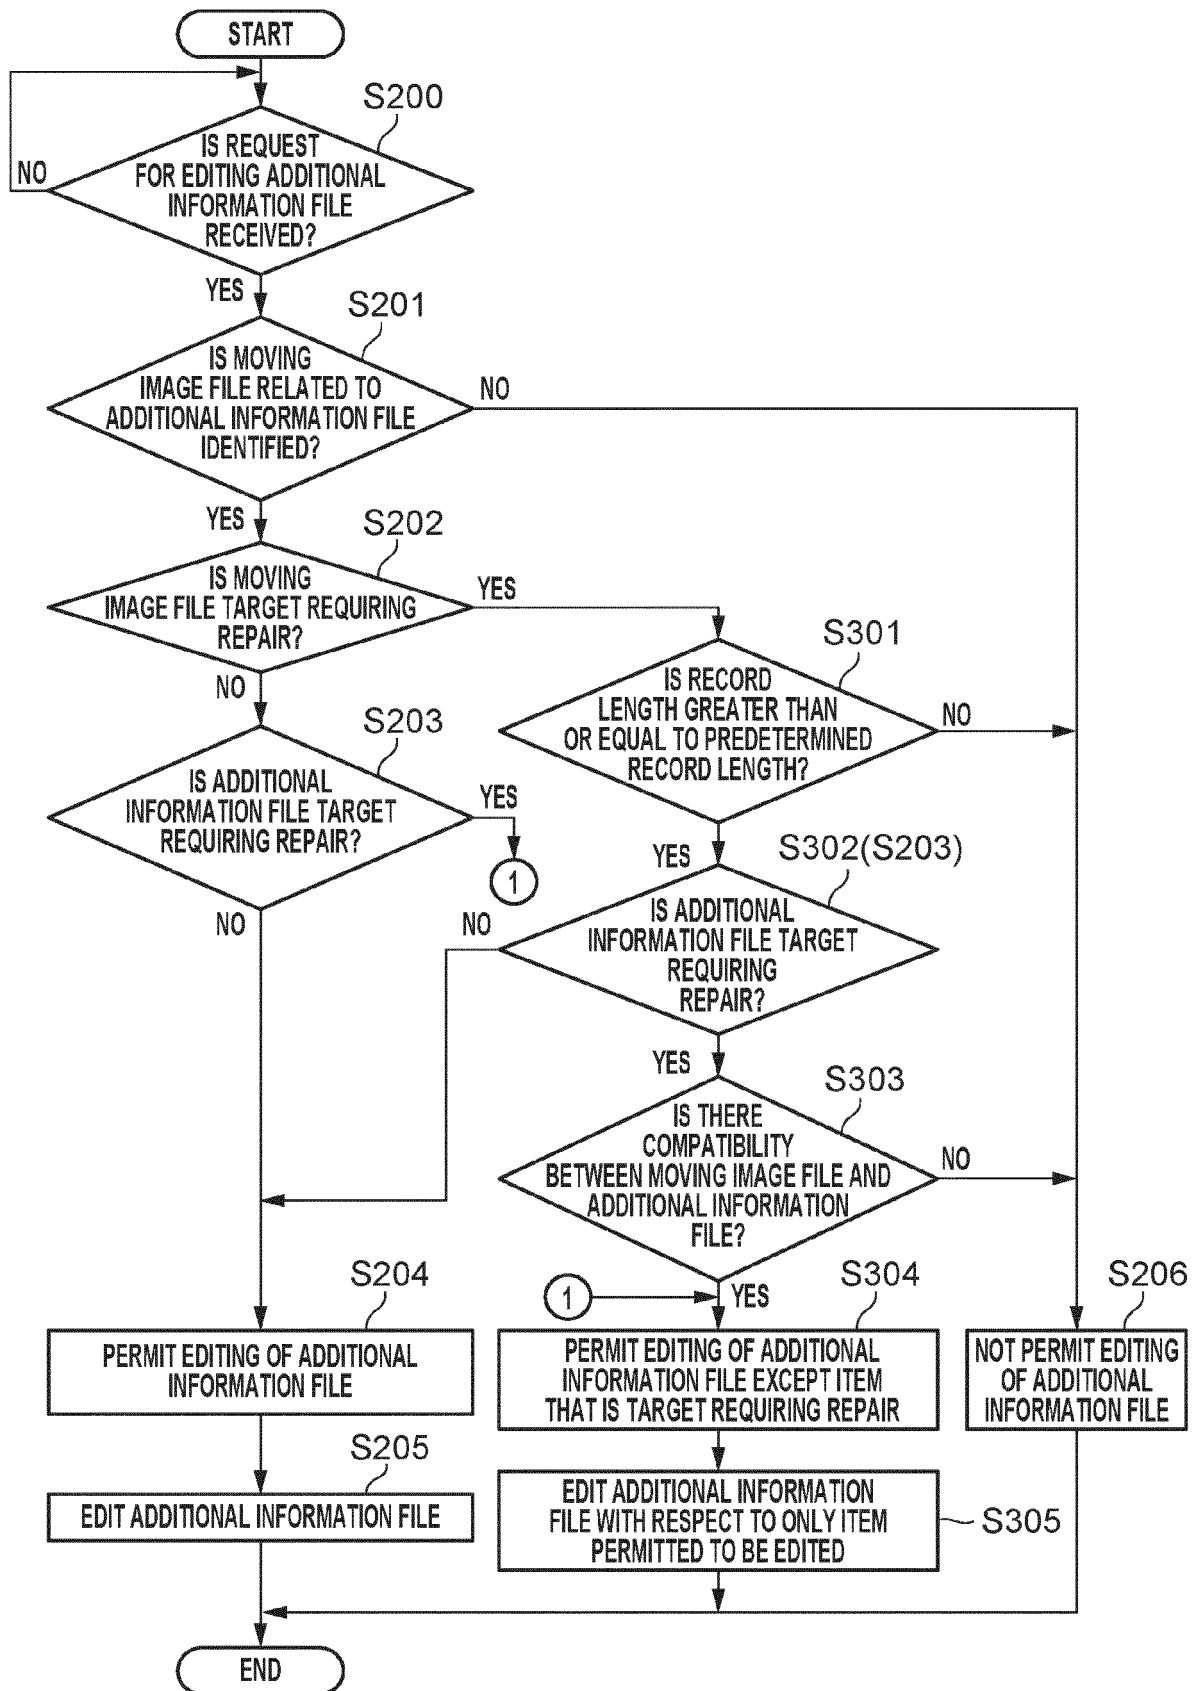 START
S200
IS REQUEST
FOR EDITING ADDITIONAL
INFORMATION FILE
RECEIVED?
NO
YES
S201
IS MOVING
IMAGE FILE RELATED TO
ADDITIONAL INFORMATION FILE
IDENTIFIED?
NO
YES
S202
IS MOVING
IMAGE FILE TARGET REQUIRING
REPAIR?
YES
NO
S301
IS RECORD
LENGTH GREATER THAN
OR EQUAL TO PREDETERMINED
RECORD LENGTH?
NO
YES
S203
IS ADDITIONAL
INFORMATION FILE TARGET
REQUIRING REPAIR?
YES
1
NO
S302(S203)
IS ADDITIONAL
INFORMATION FILE TARGET
REQUIRING
REPAIR?
NO
YES
S303
IS THERE
COMPATIBILITY
BETWEEN MOVING IMAGE FILE AND
ADDITIONAL INFORMATION
FILE?
NO
YES
1
S204
PERMIT EDITING OF ADDITIONAL
INFORMATION FILE
S304
PERMIT EDITING OF ADDITIONAL
INFORMATION FILE EXCEPT ITEM
THAT IS TARGET REQUIRING REPAIR
S206
NOT PERMIT EDITING
OF ADDITIONAL
INFORMATION FILE
S205
EDIT ADDITIONAL INFORMATION FILE
EDIT ADDITIONAL INFORMATION
FILE WITH RESPECT TO ONLY ITEM
PERMITTED TO BE EDITED
S305
END